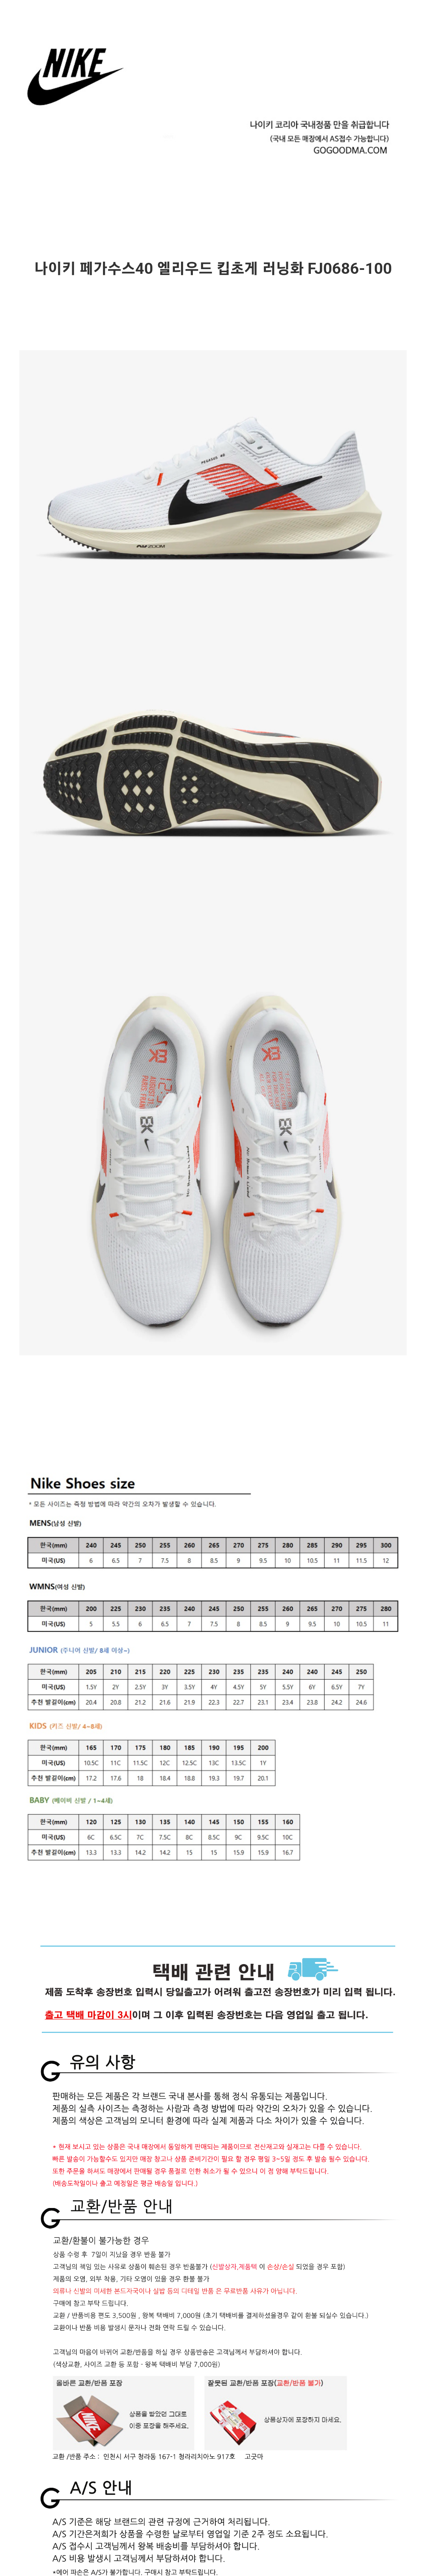 NIKE
나이키 코리아 국내정품 만을 취급합니다
(국내 모든 매장에서 AS접수 가능합니다)
GOGOODMA.COM
나이키 페가수스40 엘리우드 킵초게 러닝화 FJ0686-100
PEGASUS 40
ZOOM
Nike Shoes size
* 모든 사이즈는 측정 방법에 따라 약간의 오차가 발생할 수 있습니다.
MENS(남성 신발)
한국(mm) 240 245 250 255 260 265 270 275 280 285 290 295 300
미국(US) 6 6.5 7 7.5 8 8.5 9 9.5 10 10.5 11 11.5 12
WMNS(여성 신발)
한국(mm) 200 225 230 235 240 245 250 255 260 265 270 275 280
미국(US) 5 5.5 6 6.5 7 7.5 8 8.5 9 9.5 10 10.5 11
JUNIOR (주니어 신발/ 8세 이상~)
한국(mm) 205 210 215 220 225 230 235 235 240 240 245 250
미국(US) 1.5Y 2Y 2.5Y 3Y 3.5Y 4Y 4.5Y 5Y 5.5Y 6Y 6.5Y 7Y
추천 발길이(cm) 20.4 20.8 21.2 21.6 21.9 22.3 22.7 23.1 23.4 23.8 24.2 24.6
KIDS (키즈 신발/ 4~8세)
한국(mm) 165 170 175 180 185 190 195 200
미국(US) 10.5C 11C 11.5C 12C 12.5C 13C 13.5C 1Y
추천 발길이(cm) 17.2 17.6 18 18.4 18.8 19.3 19.7 20.1
BABY (베이비 신발 / 1~4세)
한국(mm) 120 125 130 135 140 145 150 155 160
미국(US) 6C 6.5C 7C 7.5C 8C 8.5C 9C 9.5C 10C
추천 발길이(cm) 13.3 13.3 14.2 14.2 15 15 15.9 15.9 16.7
택배 관련 안내
제품 도착후 송장번호 입력시 당일출고가 어려워 출고전 송장번호가 미리 입력 됩니다.
출고 택배 마감이 3시이며 그 이후 입력된 송장번호는 다음 영업일 출고 됩니다.
유의 사항
판매하는 모든 제품은 각 브랜드 국내 본사를 통해 정식 유통되는 제품입니다.
제품의 실측 사이즈는 측정하는 사람과 측정 방법에 따라 약간의 오차가 있을 수 있습니다.
제품의 색상은 고객님의 모니터 환경에 따라 실제 제품과 다소 차이가 있을 수 있습니다.
* 현재 보시고 있는 상품은 국내 매장에서 동일하게 판매되는 제품이므로 전산재고와 실재고는 다를 수 있습니다.
빠른 발송이 가능할수도 있지만 매장 참고나 상품 준비기간이 필요 할 경우 평일 3~5일 정도 후 발송 될수 있습니다.
또한 주문을 하셔도 매장에서 판매될 경우 품절로 인한 취소가 될 수 있으니 이 점 양해 부탁드립니다.
(배송도착일이나 출고 예정일은 평균 배송일 입니다.)
교환/반품 안내
교환/환불이 불가능한 경우
상품 수령 후 7일이 지났을 경우 반품 불가
고객님의 책임 있는 사유로 상품이 훼손된 경우 반품불가 (신발상자,제품텍 이 손상/손실 되었을 경우 포함)
제품의 오염, 외부 착용, 기타 오염이 있을 경우 환불 불가
의류나 신발의 미세한 본드자국이나 실밥 등의 디테일 반품 은 무료반품 사유가 아닙니다.
구매에 참고 부탁 드립니다.
교환 / 반품비용 편도 3,500원 , 왕복 택배비 7,000원 (초기 택배비를 결제하셨을경우 같이 환불 되실수 있습니다.)
교환이나 반품 비용 발생시 문자나 전화 연락 드릴 수 있습니다.
고객님의 마음이 바뀌어 교환/반품을 하실 경우 상품반송은 고객님께서 부담하셔야 합니다.
(색상교환, 사이즈 교환 등 포함 - 왕복 택배비 부담 7,000원)
올바른 교환/반품 포장
상품을 받았던 그대로
이중 포장을 해주세요.
잘못된 교환/반품 포장(교환/반품 불가)
상품상자에 포장하지 마세요.
교환 /반품 주소 : 인천시 서구 청라동 167-1 청라리치아노 917호 고굿마
A/S 안내
A/S 기준은 해당 브랜드의 관련 규정에 근거하여 처리됩니다.
A/S 기간은저희가 상품을 수령한 날로부터 영업일 기준 2주 정도 소요됩니다.
A/S 접수시 고객님께서 왕복 배송비를 부담하셔야 합니다.
A/S 비용 발생시 고객님께서 부담하셔야 합니다.
*에어 파손은 A/S가 불가합니다. 구매시 참고 부탁드립니다.